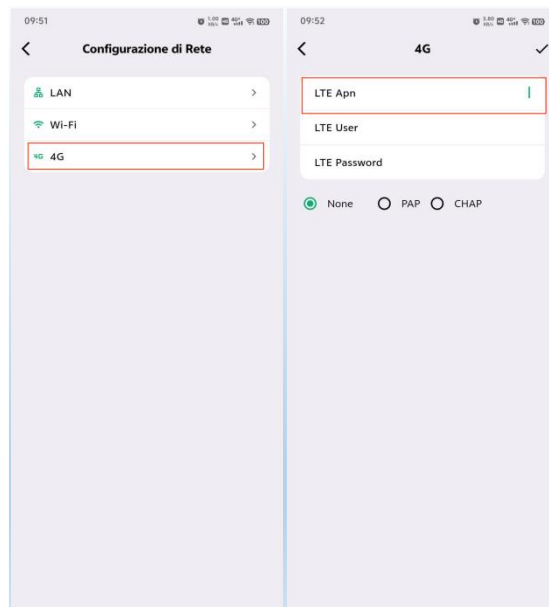 09:51
Configurazione di Rete
LAN
Wi-Fi
4G 4G
09:52
4G
LTE Apn
LTE User
LTE Password
None PAP CHAP